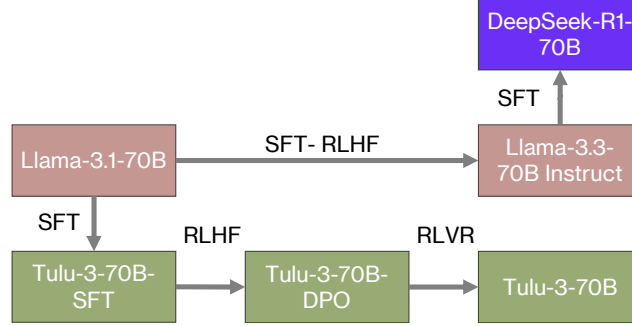 DeepSeek-R1-
70B
SFT
Llama-3.1-70B
SFT- RLHF
Llama-3.3-
70B Instruct
SFT
RLHF
RLVR
Tulu-3-70B-
SFT
Tulu-3-70B-
DPO
Tulu-3-70B